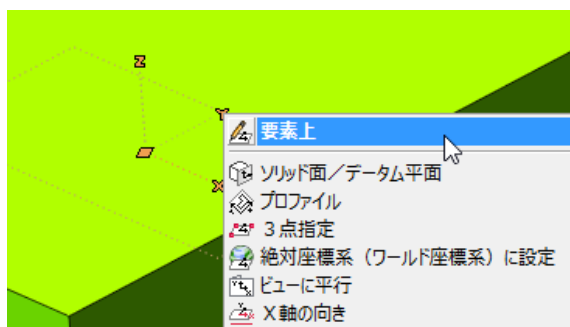 Z
Y
X
要素上
ソリッド面／データム平面
プロファイル
３点指定
絶対座標系（ワールド座標系）に設定
ビューに平行
X軸の向き